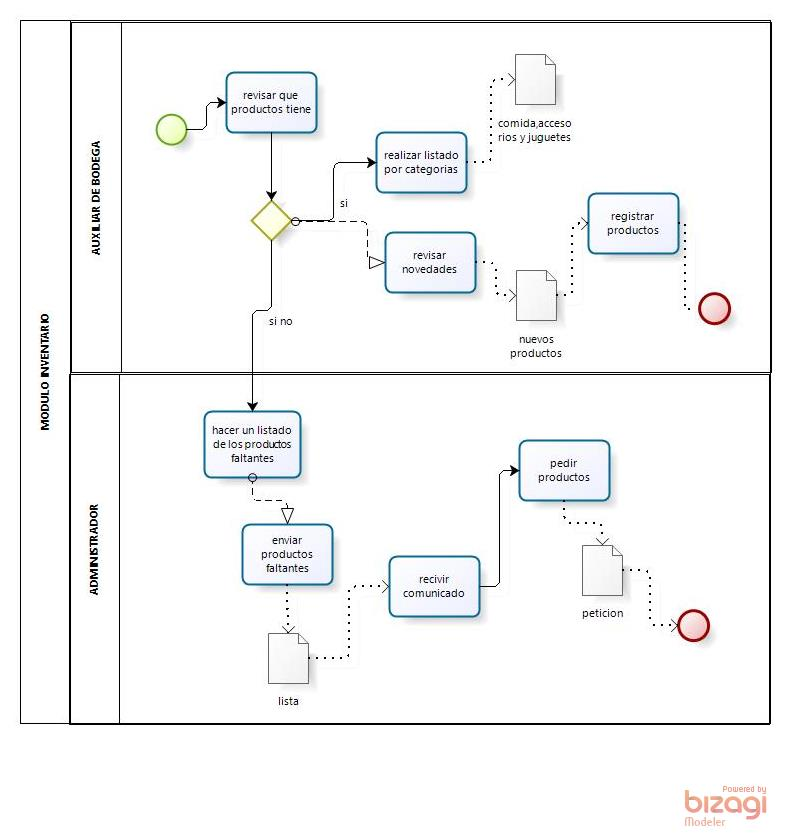 MODULO INVENTARIO
AUXILIAR DE BODEGA
revisar que
productos tiene
comida,acceso
rios y juguetes
realizar listado
por categorias
si
registrar
productos
revisar
novedades
nuevos
productos
si no
ADMINISTRADOR
hacer un listado
de los productos
faltantes
pedir
productos
enviar
productos
faltantes
recivir
comunicado
peticion
lista
Powered by
bizagi
Modeler